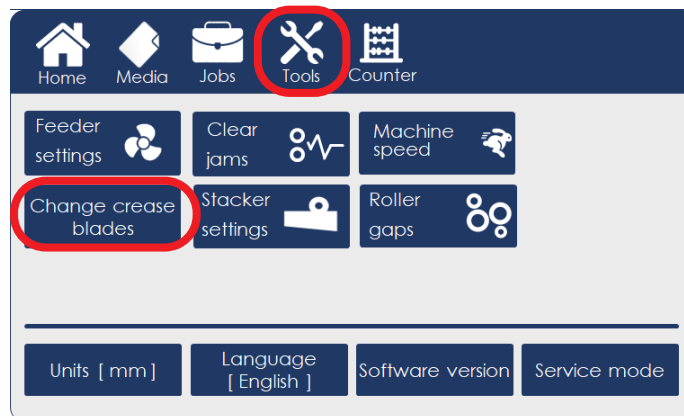 Home Media Jobs Tools Counter
Feeder settings
Clear jams
Machine speed
Change crease blades
Stacker settings
Roller gaps
Units [ mm ]
Language [ English ]
Software version
Service mode